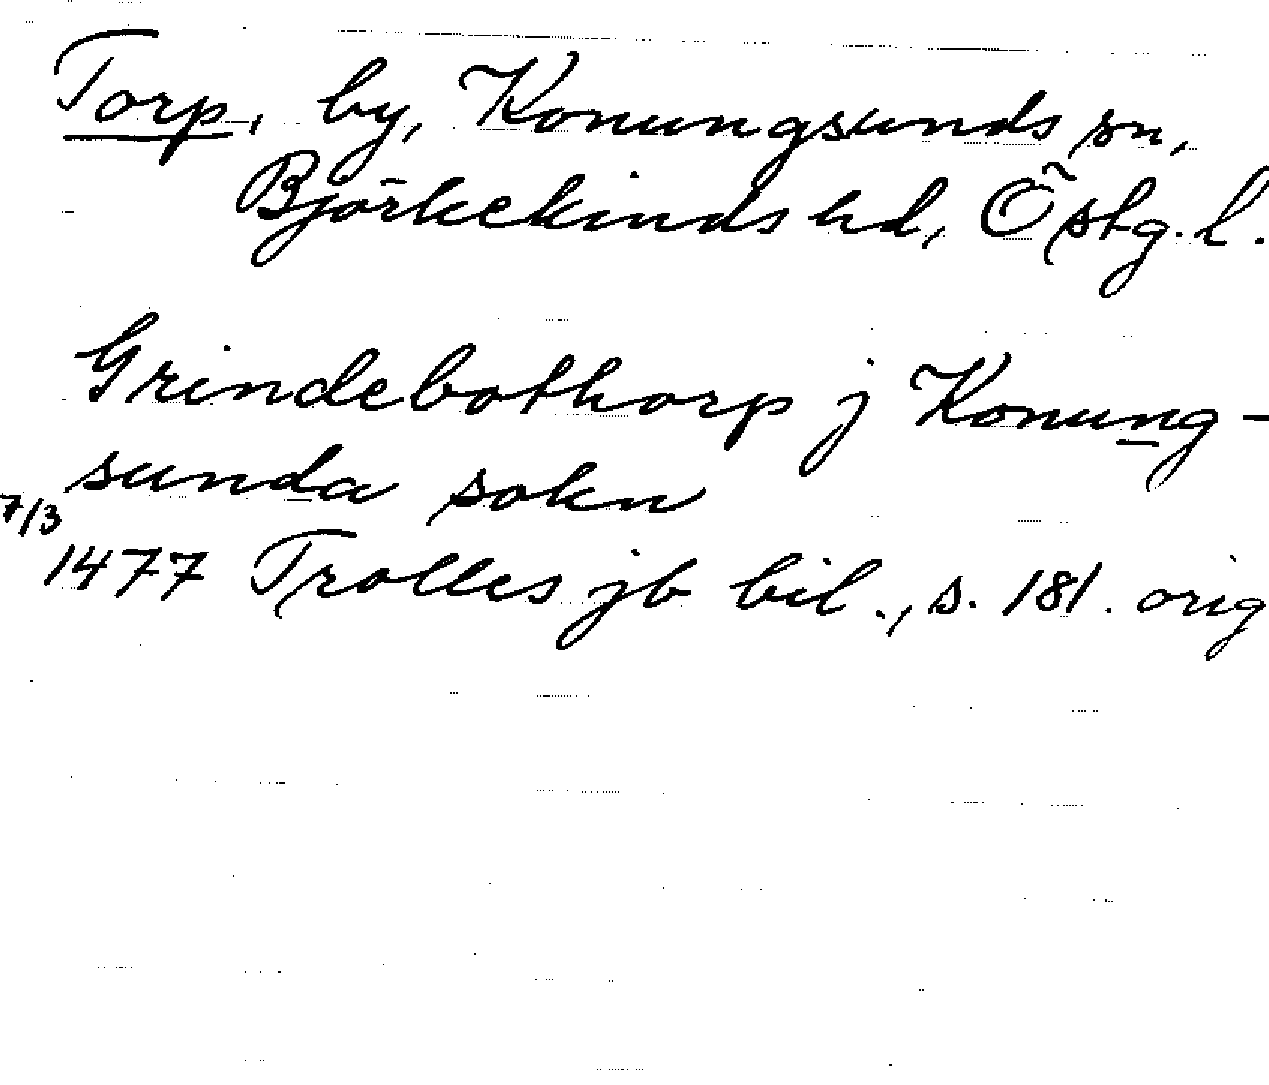 Torp, by, Konungsunds sn,
Björkekinds hd, Östg. l.
Grindebothorp j Konung-
sunda sokn
7/3
1477 Trolles jb bil., s. 181. orig